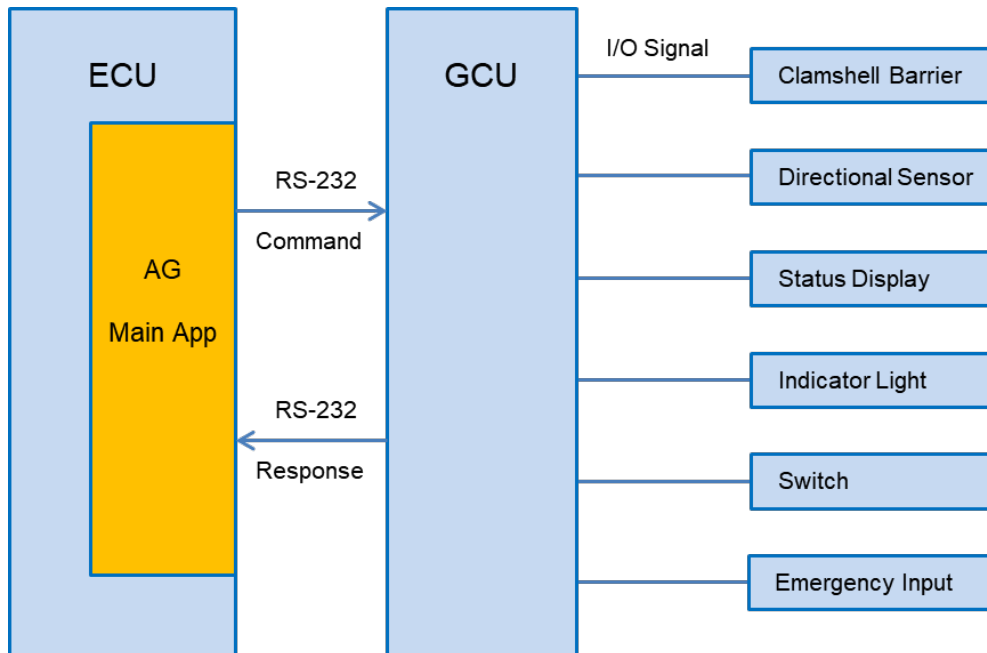 ECU
AG
Main App
RS-232
Command
RS-232
Response
GCU
I/O Signal
Clamshell Barrier
Directional Sensor
Status Display
Indicator Light
Switch
Emergency Input